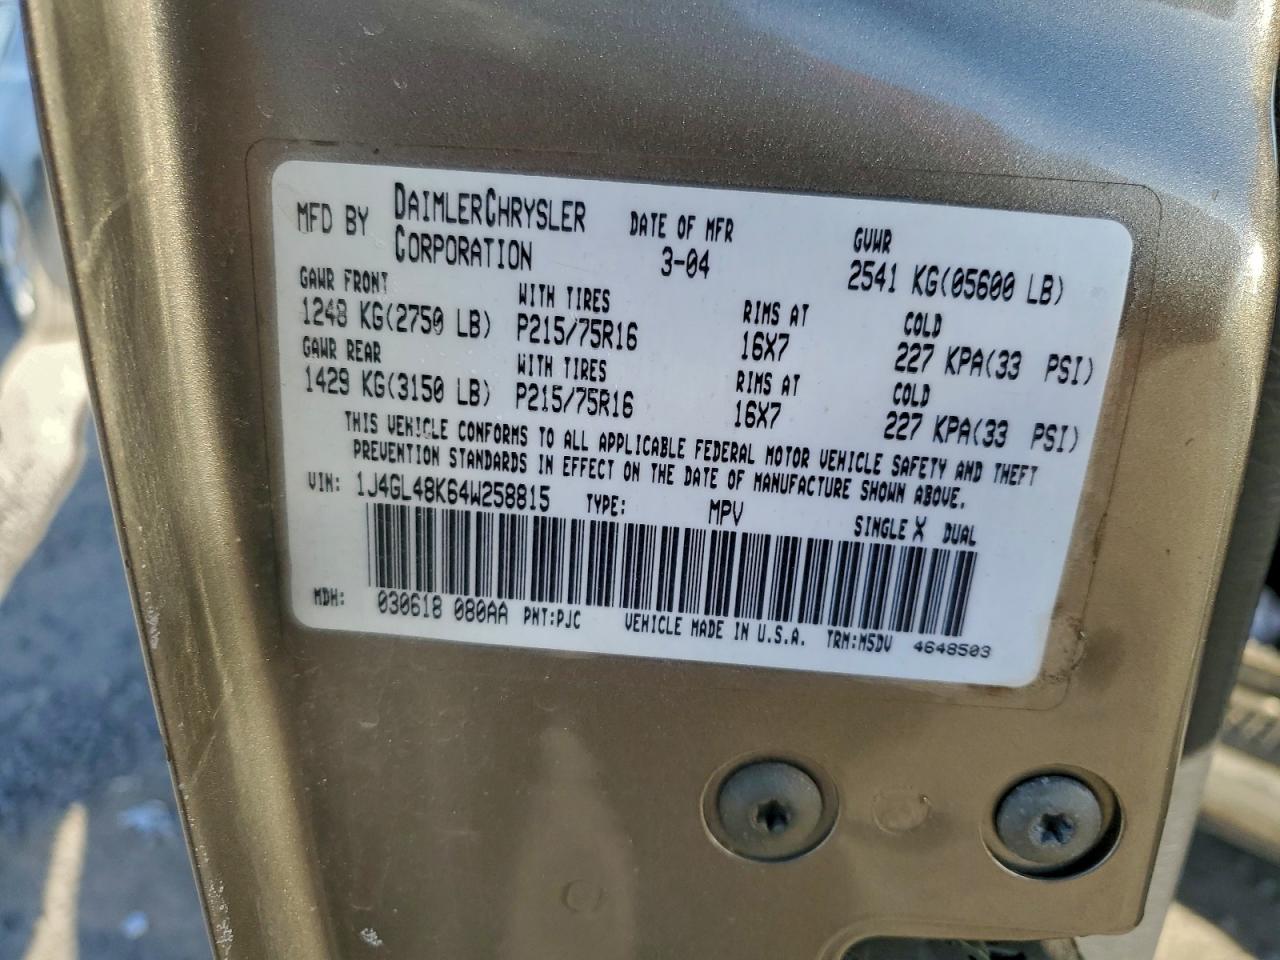 MFD BY DAIMLERCHRYSLER CORPORATION DATE OF MFR 3-04 GVWR 2541 KG(05600 LB)
GAWR FRONT WITH TIRES RIMS AT COLD
1248 KG(2750 LB) P215/75R16 16X7 227 KPA(33 PSI)
GAWR REAR WITH TIRES RIMS AT COLD
1429 KG(3150 LB) P215/75R16 16X7 227 KPA(33 PSI)
THIS VEHICLE CONFORMS TO ALL APPLICABLE FEDERAL MOTOR VEHICLE SAFETY AND THEFT
PREVENTION STANDARDS IN EFFECT ON THE DATE OF MANUFACTURE SHOWN ABOVE.
VIN: 1J4GL48K64W258815 TYPE: MPV SINGLE X DUAL
MDH: 030618 080AA PNT:PJC VEHICLE MADE IN U.S.A. TRM:M5DV 4648503